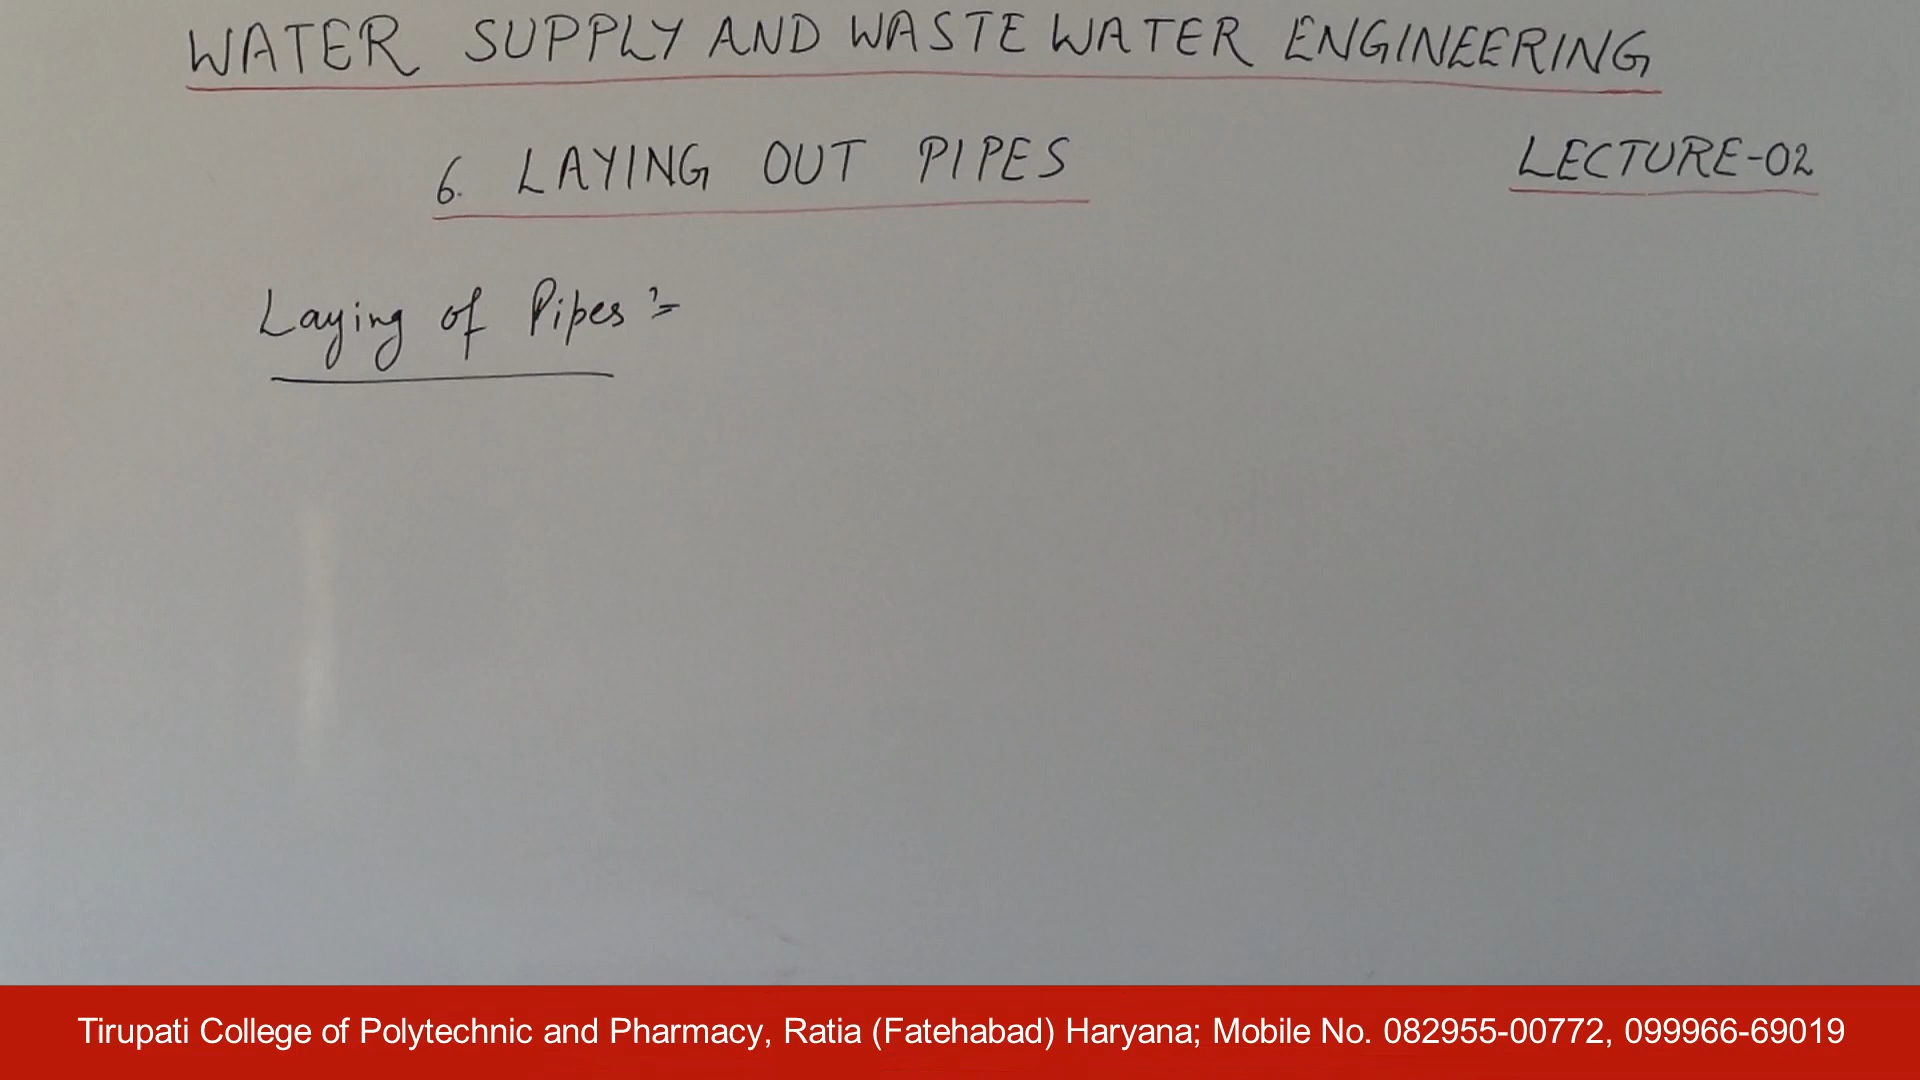 WATER SUPPLY AND WASTE WATER ENGINEERING
6. LAYING OUT PIPES LECTURE-02
Laying of Pipes :-
Tirupati College of Polytechnic and Pharmacy, Ratia (Fatehabad) Haryana; Mobile No. 082955-00772, 099966-69019